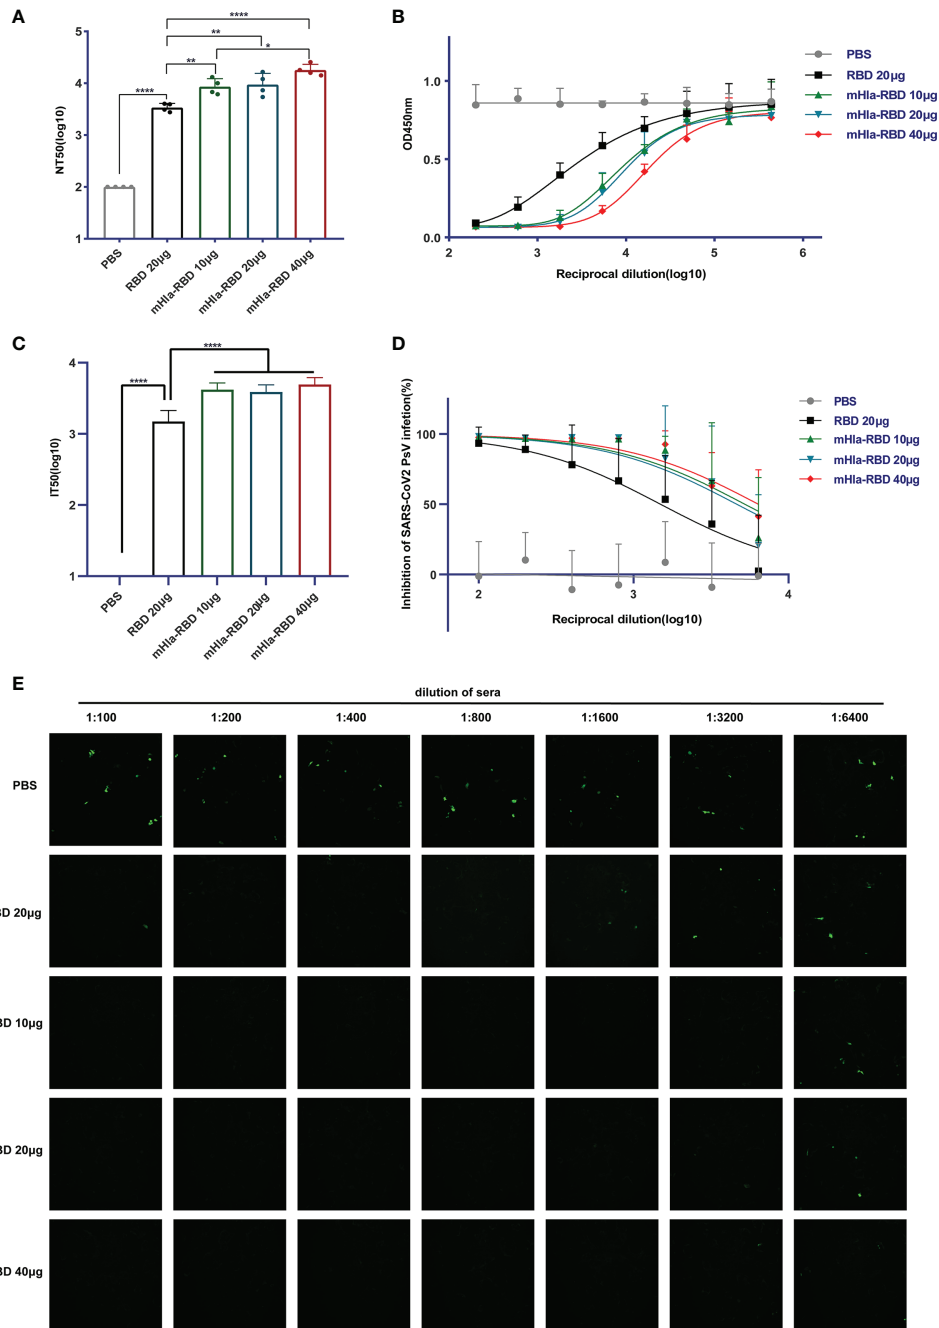 A
****
**
*
**
****
NT50(log10)
5
4
3
2
1
PBS
RBD 20μg
mHla-RBD 10μg
mHla-RBD 20μg
mHla-RBD 40μg
B
OD450nm
1.0
0.5
0.0
2
3
4
5
6
Reciprocal dilution(log10)
PBS
RBD 20μg
mHla-RBD 10μg
mHla-RBD 20μg
mHla-RBD 40μg
C
****
****
IT50(log10)
4
3
2
1
PBS
RBD 20μg
mHla-RBD 10μg
mHla-RBD 20μg
mHla-RBD 40μg
D
Inhibition of SARS-CoV2 PsV infetion(%)
100
50
0
2
3
4
Reciprocal dilution(log10)
PBS
RBD 20μg
mHla-RBD 10μg
mHla-RBD 20μg
mHla-RBD 40μg
E
dilution of sera
1:100 1:200 1:400 1:800 1:1600 1:3200 1:6400
PBS
BD 20μg
BD 10μg
BD 20μg
BD 40μg